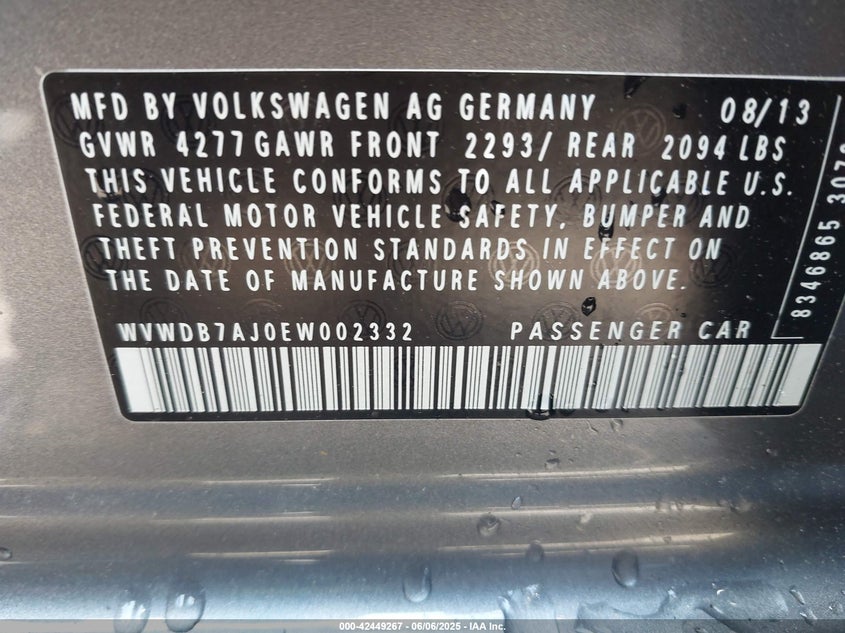 MFD BY VOLKSWAGEN AG GERMANY 08/13
GVWR 4277 GAWR FRONT 2293/ REAR 2094 LBS
THIS VEHICLE CONFORMS TO ALL APPLICABLE U.S.
FEDERAL MOTOR VEHICLE SAFETY, BUMPER AND
THEFT PREVENTION STANDARDS IN EFFECT ON
THE DATE OF MANUFACTURE SHOWN ABOVE.
WVWDB7AJ0EW002332 PASSENGER CAR
8346865
000-42449267 - 06/06/2025 - IAA Inc.